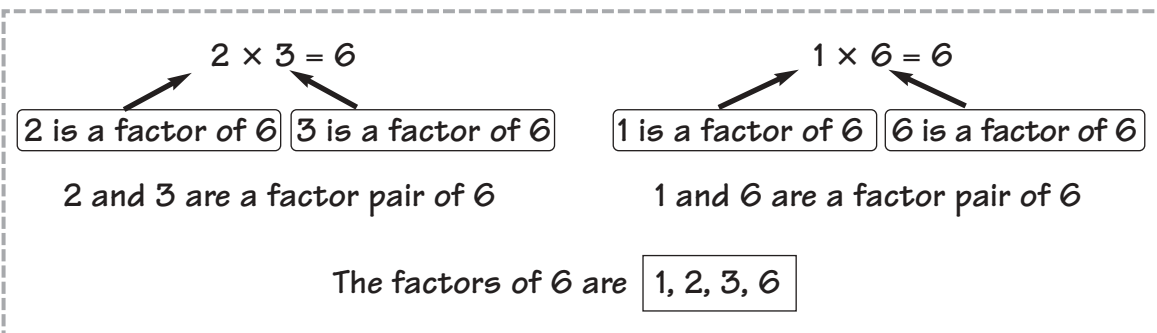 2 × 3 = 6
1 × 6 = 6
2 is a factor of 6
3 is a factor of 6
1 is a factor of 6
6 is a factor of 6
2 and 3 are a factor pair of 6
1 and 6 are a factor pair of 6
The factors of 6 are 1, 2, 3, 6